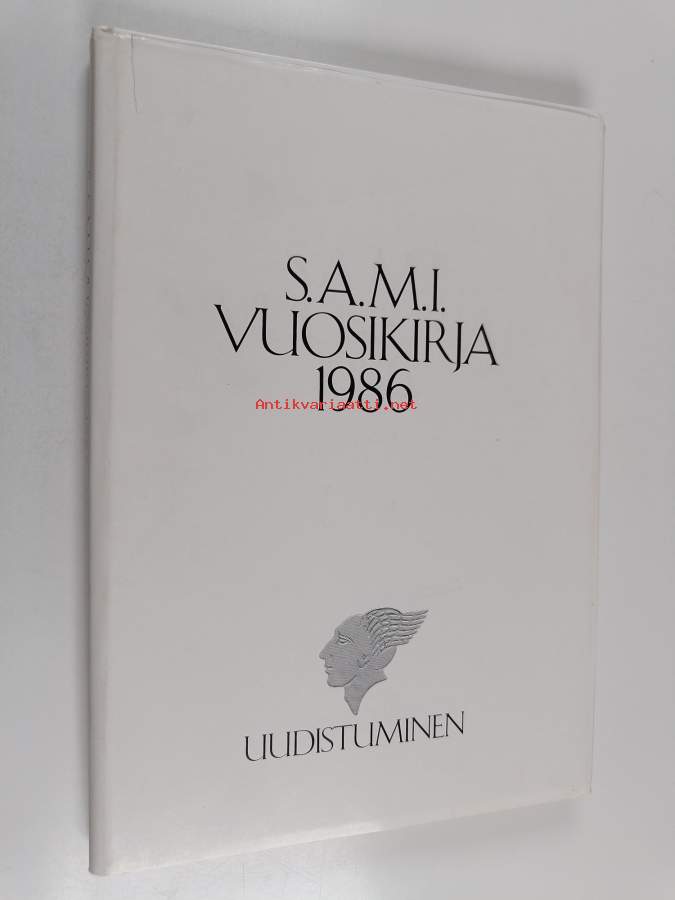 S.A.M.I.
VUOSIKIRJA
1986
Antikvariaatti.net
UUDISTUMINEN